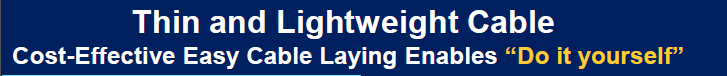 Thin and Lightweight Cable
Cost-Effective Easy Cable Laying Enables “Do it yourself”